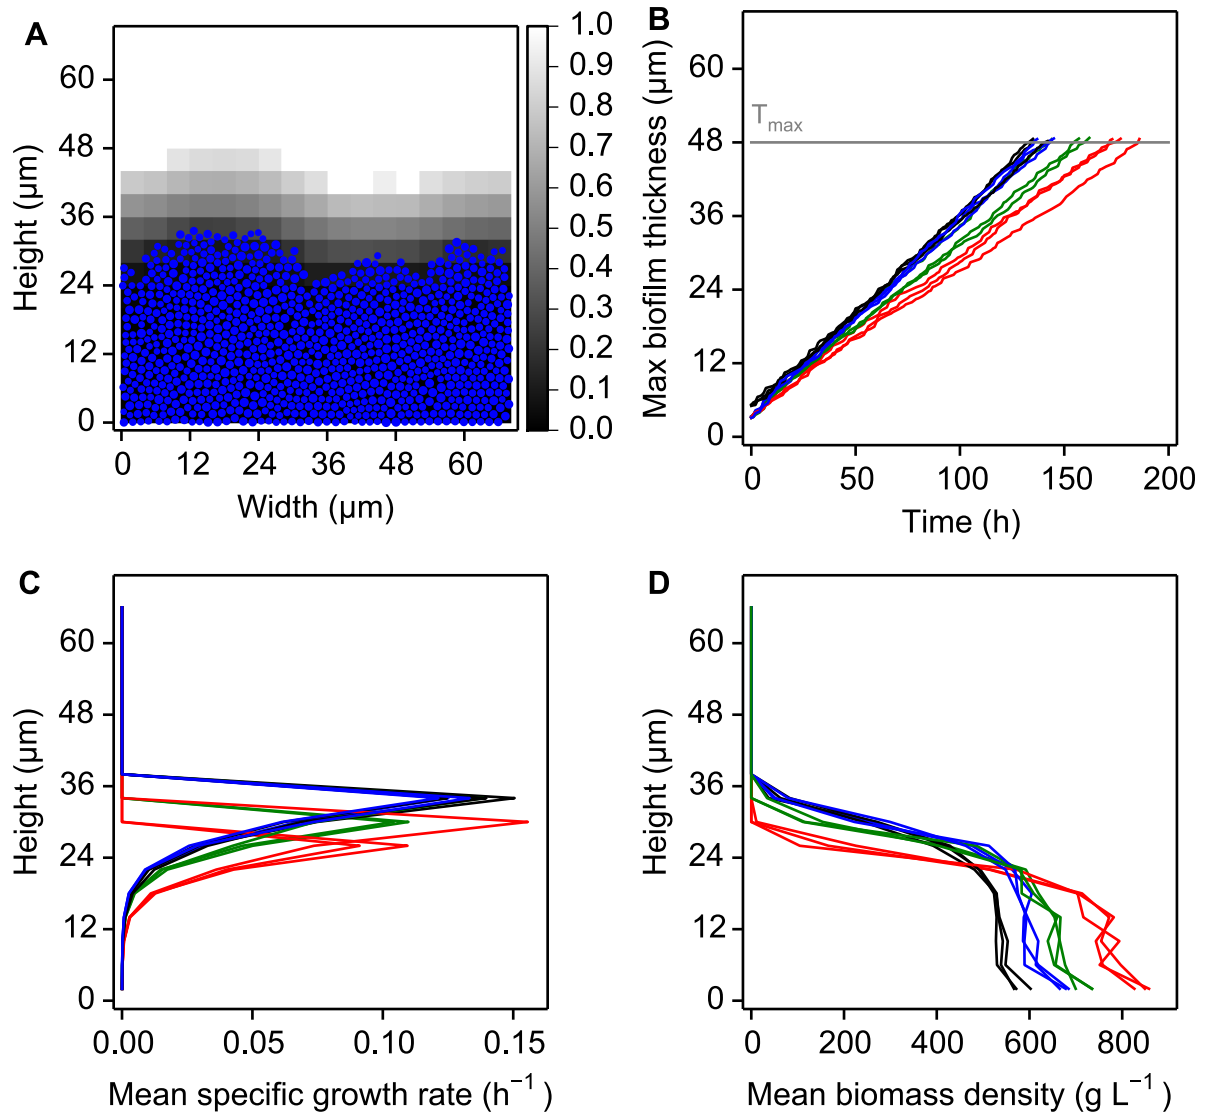 A
60
48
36
24
12
0
Height (µm)
0 12 24 36 48 60
Width (µm)
1.0
0.9
0.8
0.7
0.6
0.5
0.4
0.3
0.2
0.1
0.0
B
60
48
36
24
12
0
Max biofilm thickness (µm)
Tmax
0 50 100 150 200
Time (h)
C
60
48
36
24
12
0
Height (µm)
0.00 0.05 0.10 0.15
Mean specific growth rate (h⁻¹ )
D
60
48
36
24
12
0
Height (µm)
0 200 400 600 800
Mean biomass density (g L⁻¹ )